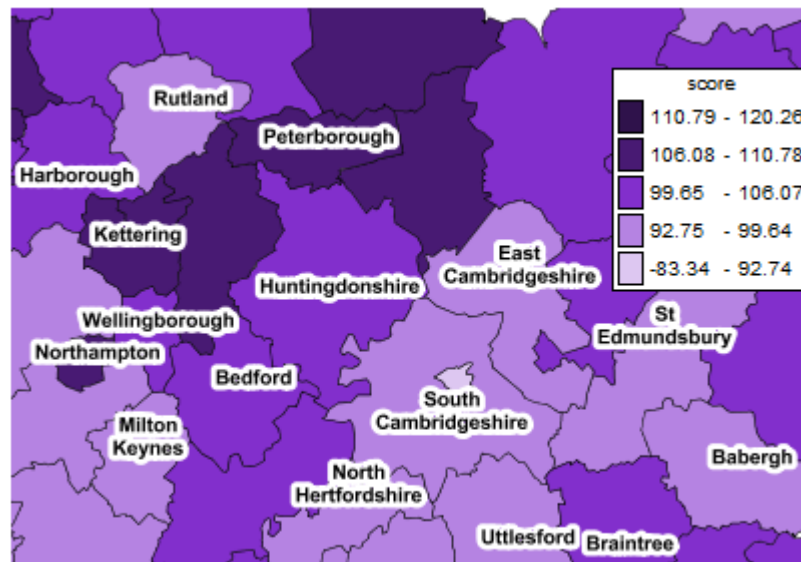 score
110.79 - 120.26
106.08 - 110.78
99.65 - 106.07
92.75 - 99.64
-83.34 - 92.74
Rutland
Peterborough
Harborough
Kettering
East
Cambridgeshire
Huntingdonshire
St
Edmundsbury
Wellingborough
Northampton
Bedford
South
Cambridgeshire
Milton
Keynes
Babergh
North
Hertfordshire
Uttlesford
Braintree